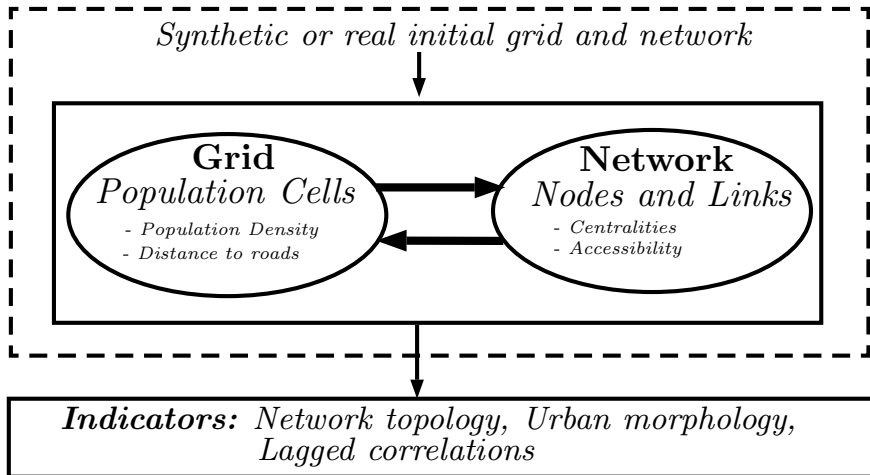 Synthetic or real initial grid and network
Grid
Population Cells
- Population Density
- Distance to roads
Network
Nodes and Links
- Centralities
- Accessibility
Indicators: Network topology, Urban morphology,
Lagged correlations